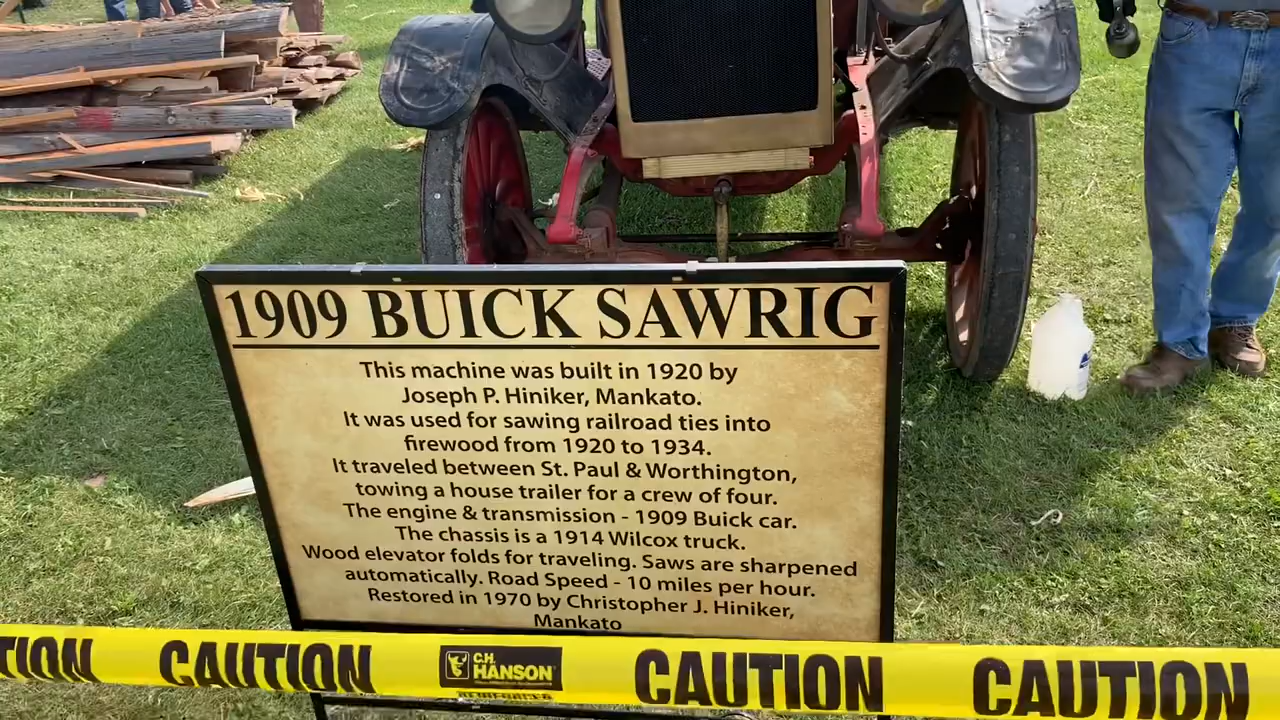 1909 BUICK SAWRIG
This machine was built in 1920 by
Joseph P. Hiniker, Mankato.
It was used for sawing railroad ties into
firewood from 1920 to 1934.
It traveled between St. Paul & Worthington,
towing a house trailer for a crew of four.
The engine & transmission - 1909 Buick car.
The chassis is a 1914 Wilcox truck.
Wood elevator folds for traveling. Saws are sharpened
automatically. Road Speed - 10 miles per hour.
Restored in 1970 by Christopher J. Hiniker,
Mankato
TION CAUTION C.H. HANSON CAUTION CAUTION